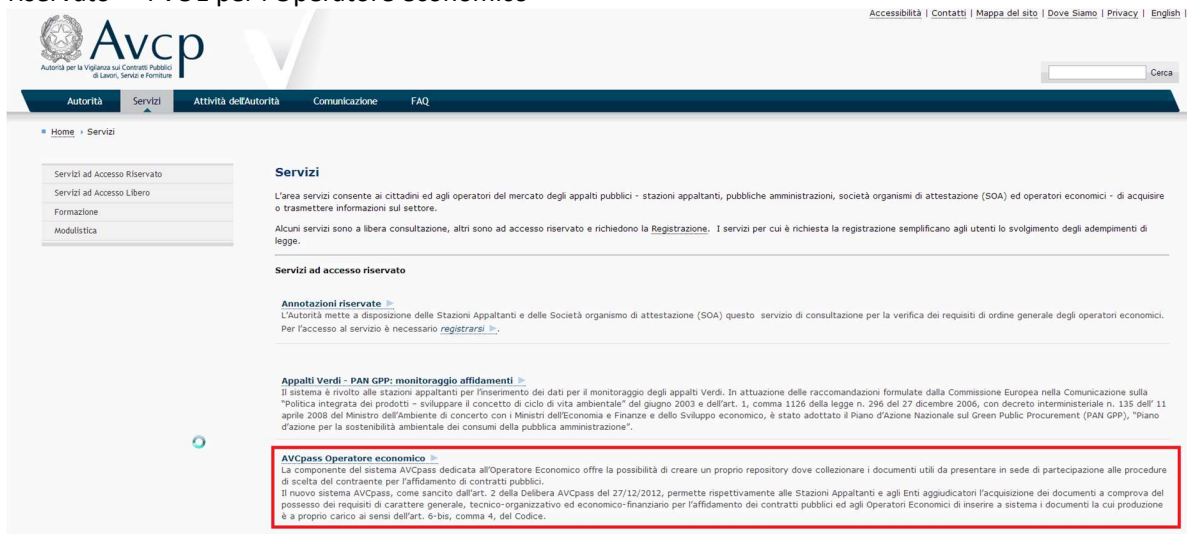 Accessibilità | Contatti | Mappa del sito | Dove Siamo | Privacy | English |
Avcp
Autorità per la Vigilanza sui Contratti Pubblici
di Lavori, Servizi e Forniture
Cerca
Autorità Servizi Attività dell'Autorità Comunicazione FAQ
Home › Servizi
Servizi ad Accesso Riservato
Servizi ad Accesso Libero
Formazione
Modulistica
Servizi
L'area servizi consente ai cittadini ed agli operatori del mercato degli appalti pubblici - stazioni appaltanti, pubbliche amministrazioni, società organismi di attestazione (SOA) ed operatori economici - di acquisire
o trasmettere informazioni sul settore.
Alcuni servizi sono a libera consultazione, altri sono ad accesso riservato e richiedono la Registrazione. I servizi per cui è richiesta la registrazione semplificano agli utenti lo svolgimento degli adempimenti di
legge.
Servizi ad accesso riservato
Annotazioni riservate
L'Autorità mette a disposizione delle Stazioni Appaltanti e delle Società organismo di attestazione (SOA) questo servizio di consultazione per la verifica dei requisiti di ordine generale degli operatori economici.
Per l'accesso al servizio è necessario registrarsi .
Appalti Verdi - PAN GPP: monitoraggio affidamenti
Il sistema è rivolto alle stazioni appaltanti per l'inserimento dei dati per il monitoraggio degli appalti Verdi. In attuazione delle raccomandazioni formulate dalla Commissione Europea nella Comunicazione sulla
"Politica integrata dei prodotti – sviluppare il concetto di ciclo di vita ambientale" del giugno 2003 e dell'art. 1, comma 1126 della legge n. 296 del 27 dicembre 2006, con decreto interministeriale n. 135 dell' 11
aprile 2008 del Ministro dell'Ambiente di concerto con i Ministri dell'Economia e Finanze e dello Sviluppo economico, è stato adottato il Piano d'Azione Nazionale sul Green Public Procurement (PAN GPP), "Piano
d'azione per la sostenibilità ambientale dei consumi della pubblica amministrazione".
AVCpass Operatore economico
La componente del sistema AVCpass dedicata all'Operatore Economico offre la possibilità di creare un proprio repository dove collezionare i documenti utili da presentare in sede di partecipazione alle procedure
di scelta del contraente per l'affidamento di contratti pubblici.
Il nuovo sistema AVCpass, come sancito dall'art. 2 della Delibera AVCpass del 27/12/2012, permette rispettivamente alle Stazioni Appaltanti e agli Enti aggiudicatori l'acquisizione dei documenti a comprova del
possesso dei requisiti di carattere generale, tecnico-organizzativo ed economico-finanziario per l'affidamento dei contratti pubblici ed agli Operatori Economici di inserire a sistema i documenti la cui produzione
è a proprio carico ai sensi dell'art. 6-bis, comma 4, del Codice.